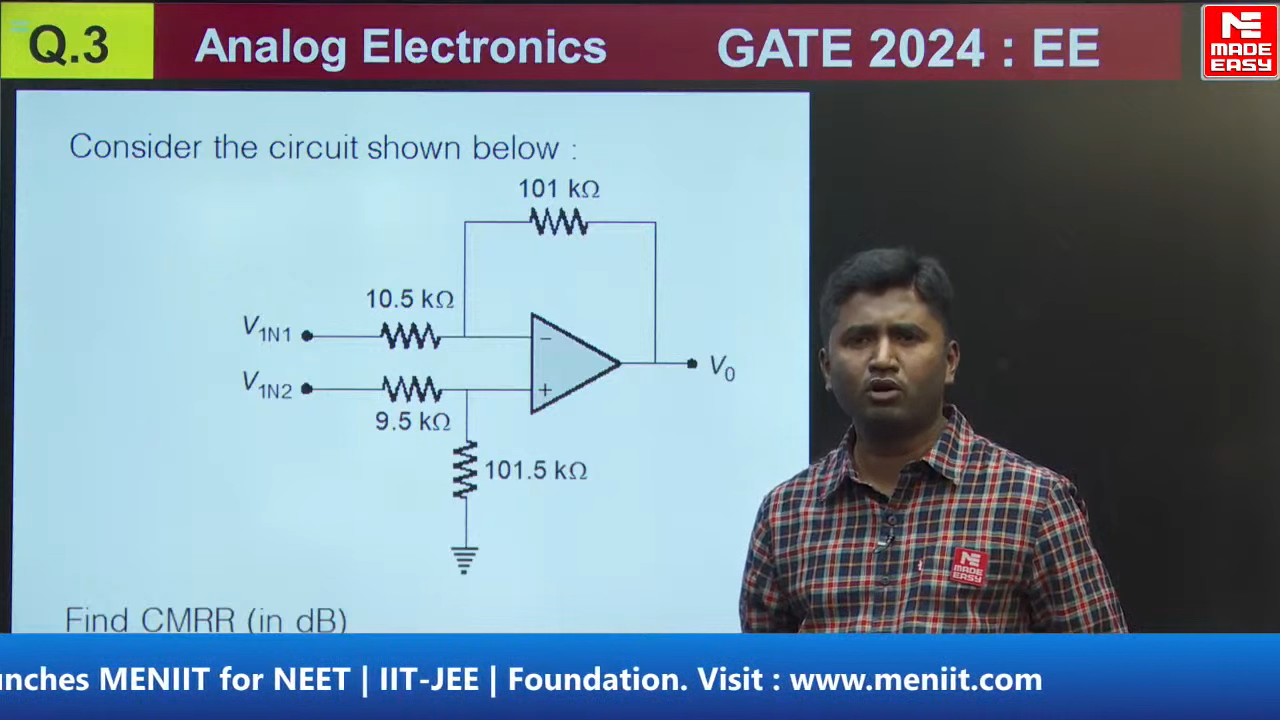 Q.3
Analog Electronics
GATE 2024 : EE
MADE
EASY
Consider the circuit shown below :
101 kΩ
10.5 kΩ
V1N1
V1N2
9.5 kΩ
101.5 kΩ
−
+
V0
Find CMRR (in dB)
MADE
EASY
unches MENIIT for NEET | IIT-JEE | Foundation. Visit : www.meniit.com